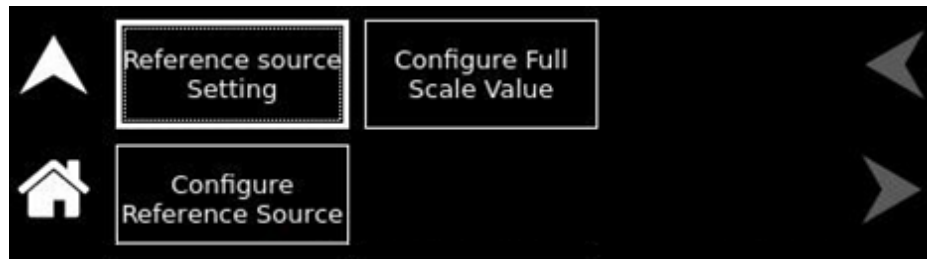 Reference source
Setting
Configure Full
Scale Value
Configure
Reference Source